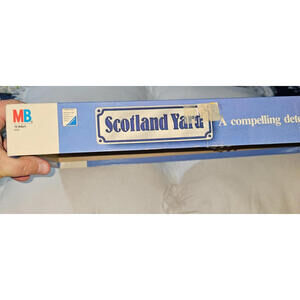 MB
Scotland Yard
A compelling dete